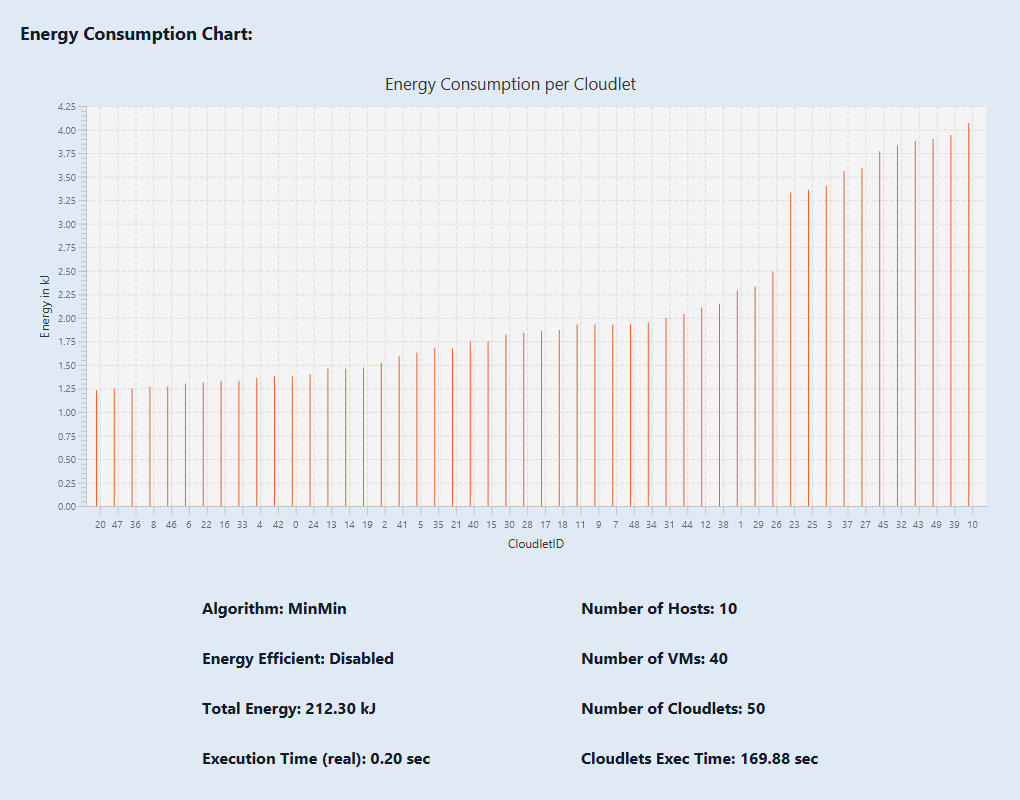 Energy Consumption Chart:
Energy Consumption per Cloudlet
4.25
4.00
3.75
3.50
3.25
3.00
2.75
2.50
2.25
2.00
1.75
1.50
1.25
1.00
0.75
0.50
0.25
0.00
Energy in kJ
20 47 36 8 46 6 22 16 33 4 42 0 24 13 14 19 2 41 5 35 21 40 15 30 28 17 18 11 9 7 48 34 31 44 12 38 1 29 26 23 25 3 37 27 45 32 43 49 39 10
CloudletID
Algorithm: MinMin
Number of Hosts: 10
Energy Efficient: Disabled
Number of VMs: 40
Total Energy: 212.30 kJ
Number of Cloudlets: 50
Execution Time (real): 0.20 sec
Cloudlets Exec Time: 169.88 sec